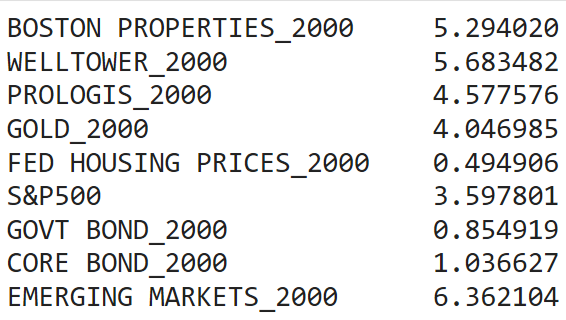 BOSTON PROPERTIES_2000 5.294020
WELLTOWER_2000 5.683482
PROLOGIS_2000 4.577576
GOLD_2000 4.046985
FED HOUSING PRICES_2000 0.494906
S&P500 3.597801
GOVT BOND_2000 0.854919
CORE BOND_2000 1.036627
EMERGING MARKETS_2000 6.362104